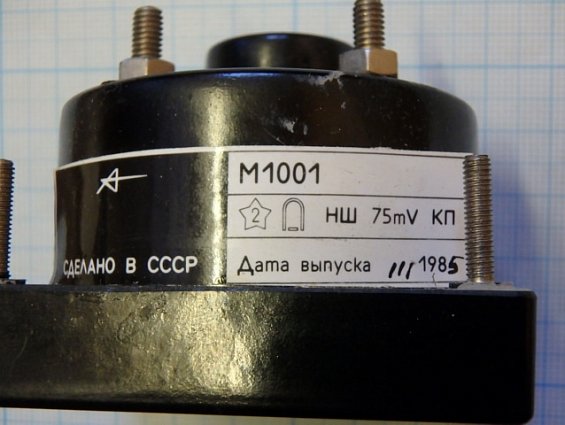 М1001
2 НШ 75mV КП
СДЕЛАНО В СССР
Дата выпуска III 1985